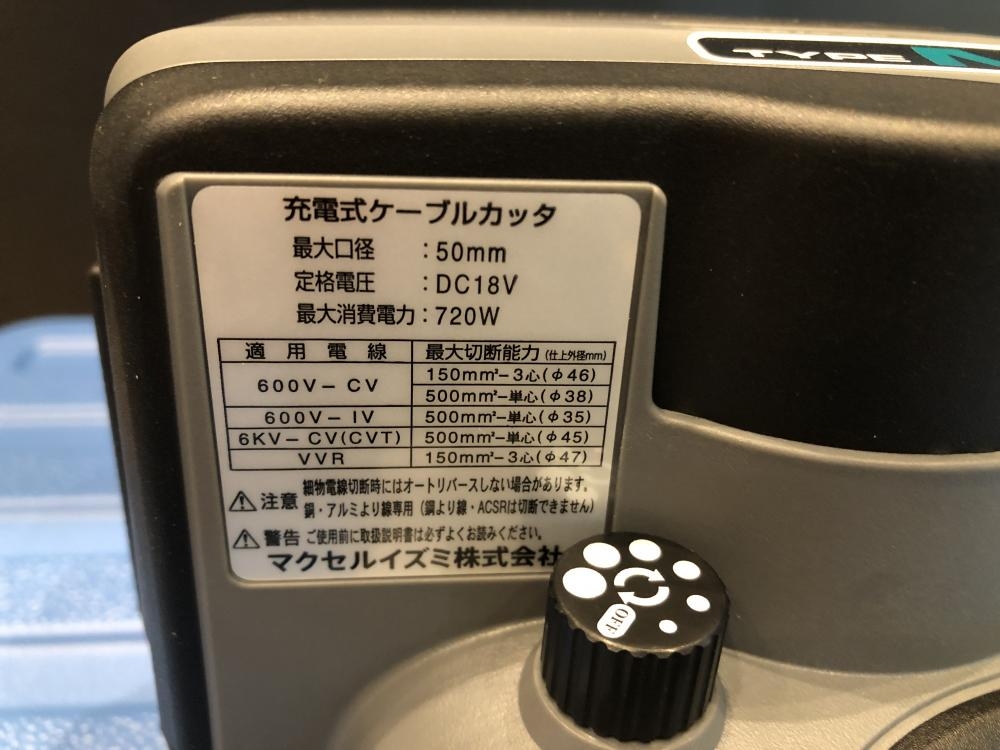 TYPE
充電式ケーブルカッタ
最大口径 :50mm
定格電圧 :DC18V
最大消費電力:720W
適用電線 最大切断能力(仕上外径mm)
600V-CV 150mm²-3心(φ46)
500mm²-単心(φ38)
600V-IV 500mm²-単心(φ35)
6KV-CV(CVT) 500mm²-単心(φ45)
VVR 150mm²-3心(φ47)
注意 細物電線切断時にはオートリバースしない場合があります。
銅・アルミより線専用(鋼より線・ACSRは切断できません)
警告 ご使用前に取扱説明書は必ずよくお読みください。
マクセルイズミ株式会社
OFF